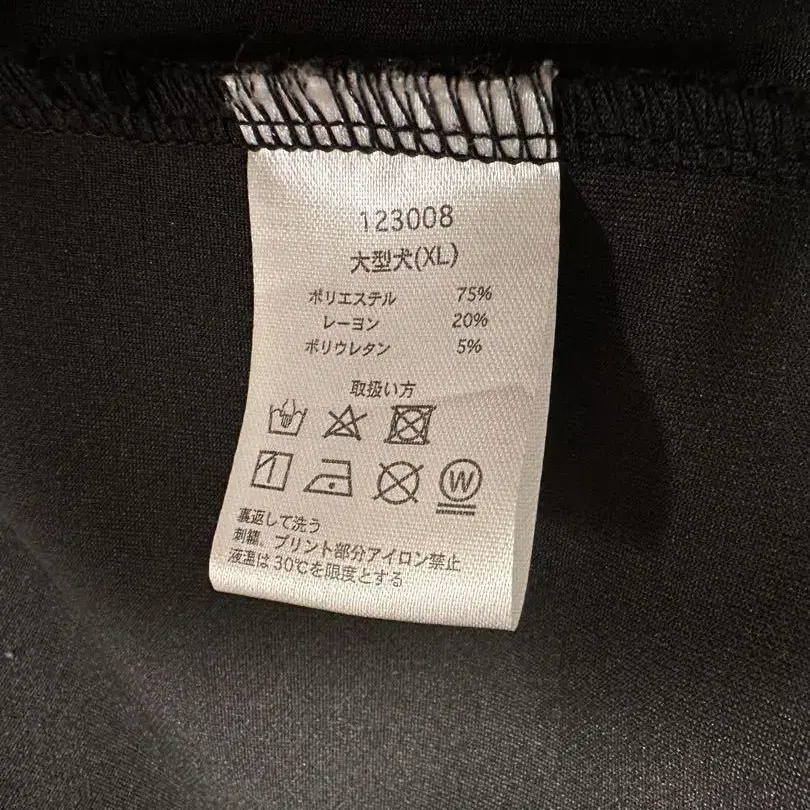 123008
大型犬(XL)
ポリエステル 75%
レーヨン 20%
ポリウレタン 5%
取扱い方
W
裏返して洗う
刺繍、プリント部分アイロン禁止
液温は30℃を限度とする